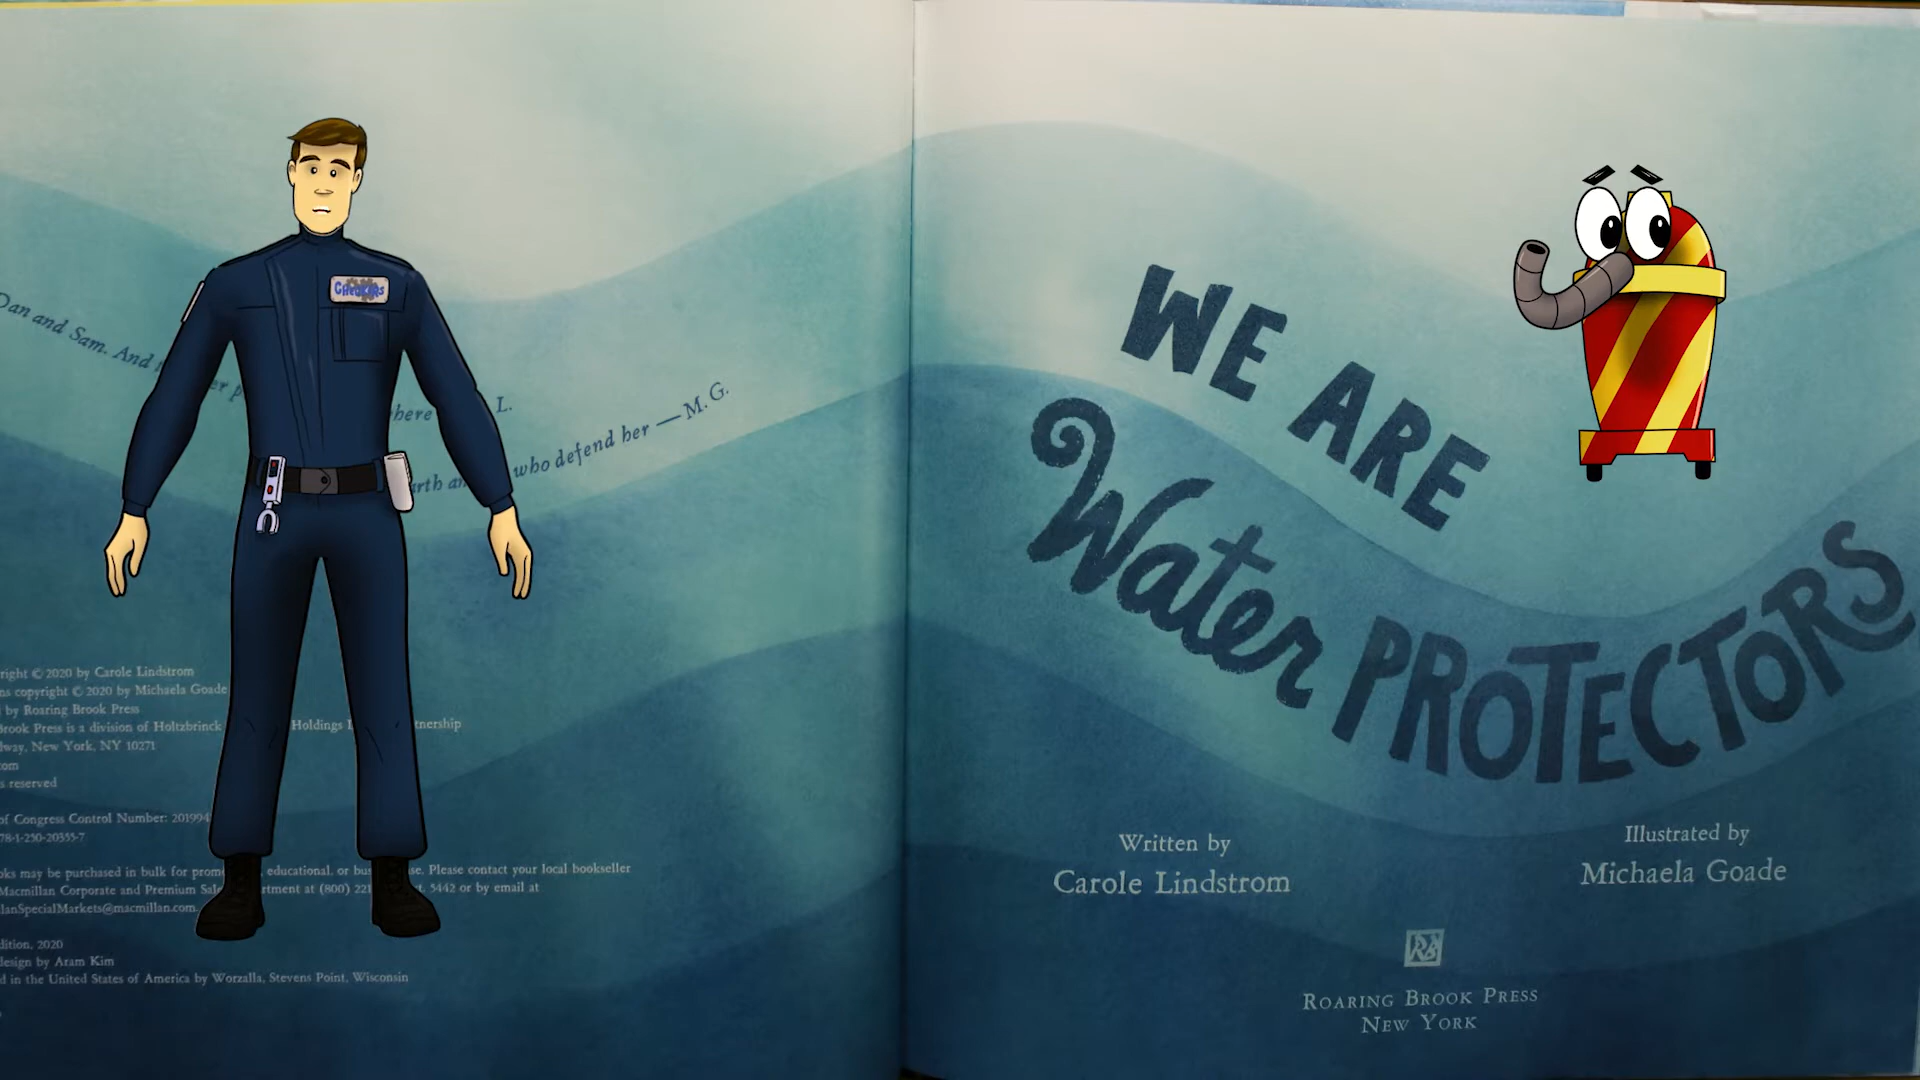 Dan and Sam. And
er p
here L.
arth an who defend her — M. G.
right © 2020 by Carole Lindstrom
ns copyright © 2020 by Michaela Goade
by Roaring Brook Press
Brook Press is a division of Holtzbrinck Holdings tnership
dway, New York, NY 10271
com
s reserved
of Congress Control Number: 201994
78-1-250-20355-7
oks may be purchased in bulk for prom educational, or bus se. Please contact your local bookseller
Macmillan Corporate and Premium Sale rtment at (800) 221 t. 5442 or by email at
lanSpecialMarkets@macmillan.com
dition, 2020
design by Aram Kim
d in the United States of America by Worzalla, Stevens Point, Wisconsin
WE ARE
Water PROTECTORS
Written by
Carole Lindstrom
Illustrated by
Michaela Goade
ROARING BROOK PRESS
NEW YORK